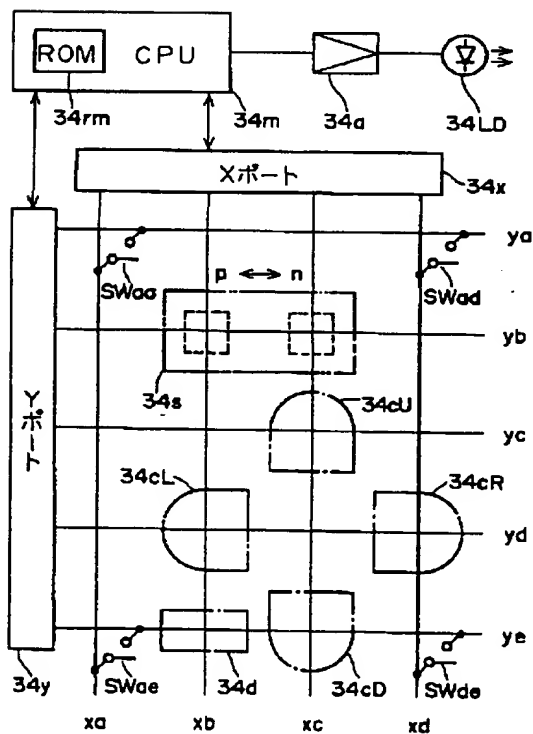 ROM CPU
34rm 34m 34a 34LD
Xポート 34x
SWaa SWad ya
p ↔ n
yb
34s 34cU
Yポート
yc
34cL 34cR
yd
ye
34y SWae 34d 34cD SWde
xa xb xc xd